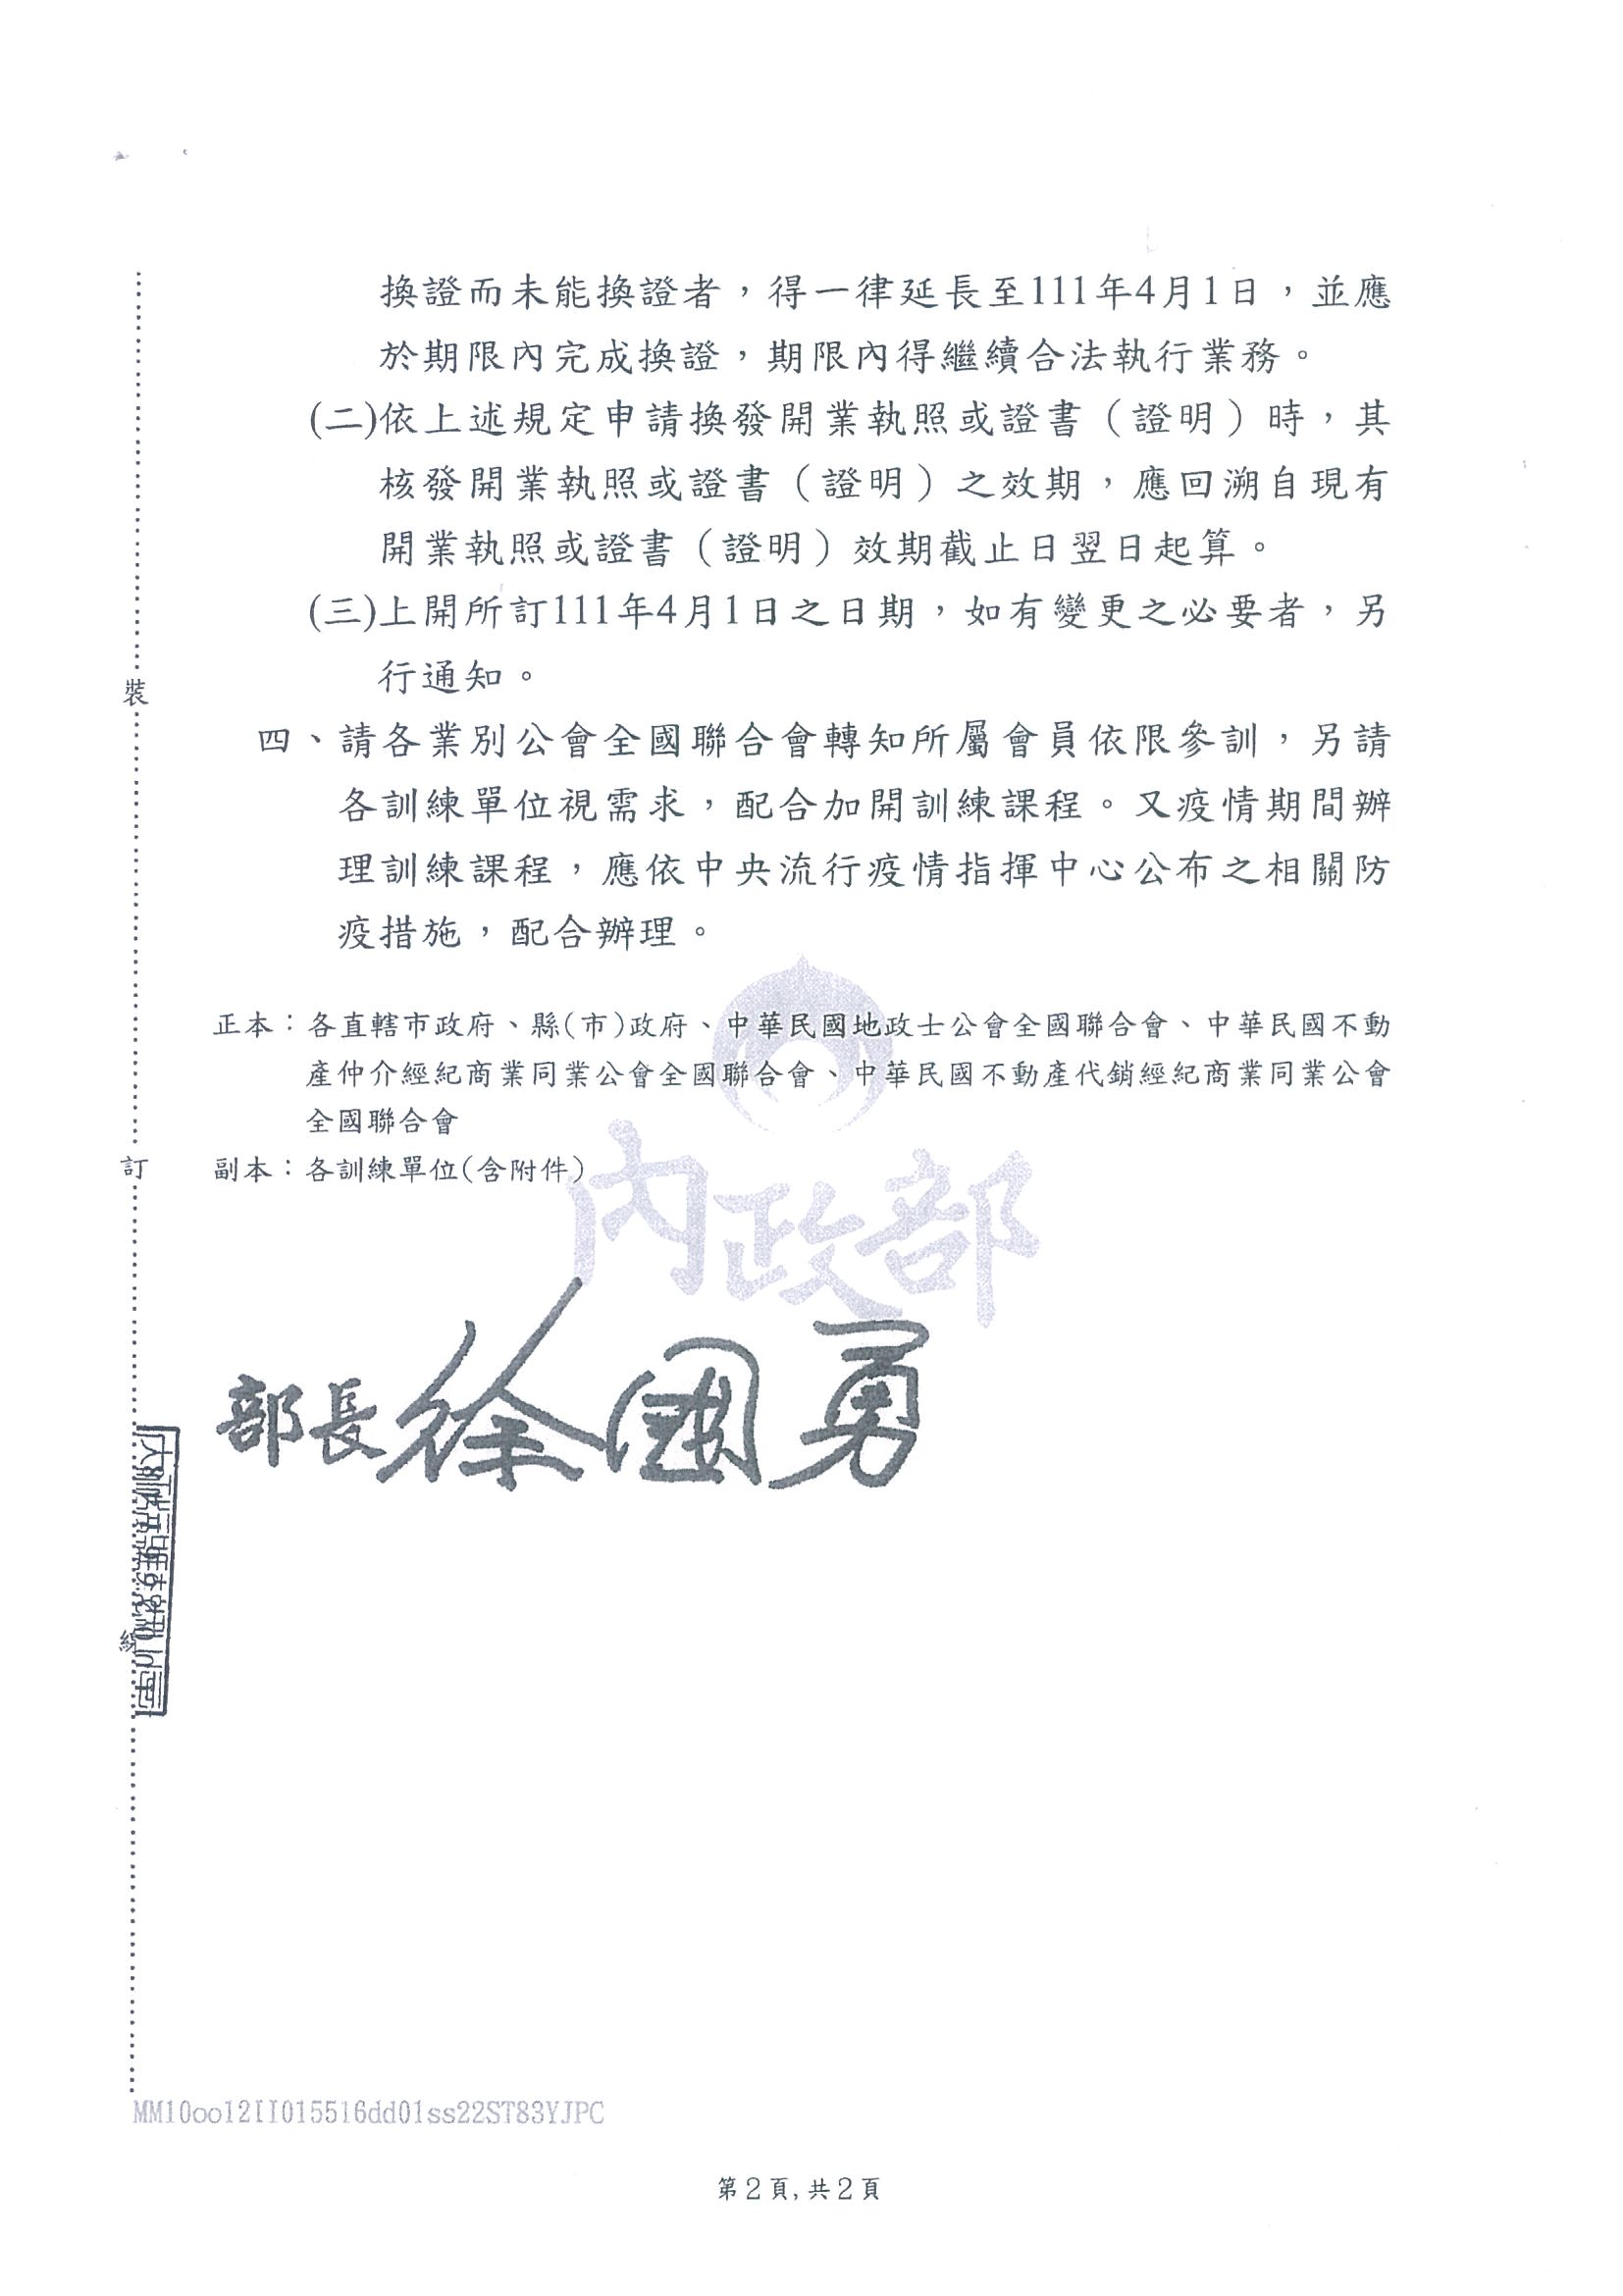 換證而未能換證者，得一律延長至111年4月1日，並應
於期限內完成換證，期限內得繼續合法執行業務。
(二)依上述規定申請換發開業執照或證書（證明）時，其
核發開業執照或證書（證明）之效期，應回溯自現有
開業執照或證書（證明）效期截止日翌日起算。
(三)上開所訂111年4月1日之日期，如有變更之必要者，另
行通知。
四、請各業別公會全國聯合會轉知所屬會員依限參訓，另請
各訓練單位視需求，配合加開訓練課程。又疫情期間辦
理訓練課程，應依中央流行疫情指揮中心公布之相關防
疫措施，配合辦理。
正本：各直轄市政府、縣(市)政府、中華民國地政士公會全國聯合會、中華民國不動
產仲介經紀商業同業公會全國聯合會、中華民國不動產代銷經紀商業同業公會
全國聯合會
副本：各訓練單位(含附件)
內政部
部長徐國勇
裝
訂
線
MM10oo12II015516dd01ss22ST83YJPC
第2頁,共2頁